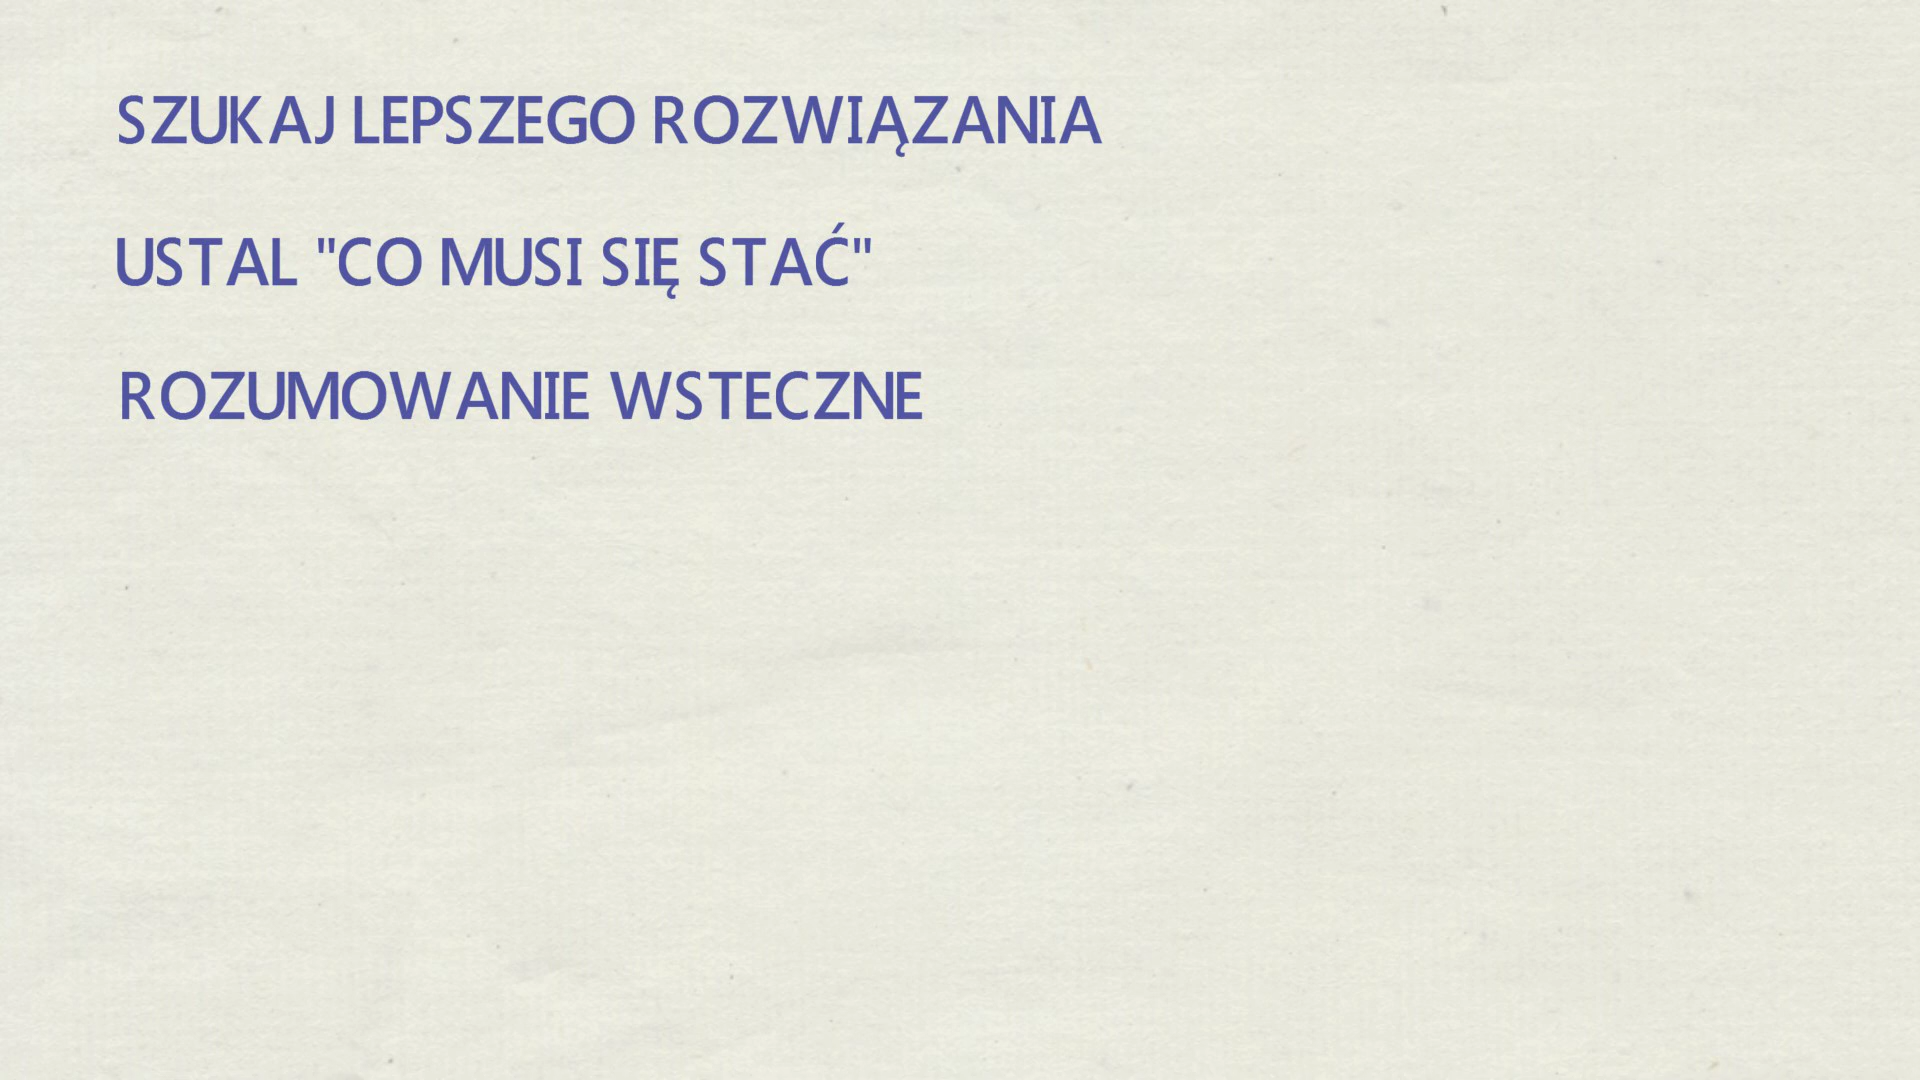 SZUKAJ LEPSZEGO ROZWIĄZANIA
USTAL "CO MUSI SIĘ STAĆ"
ROZUMOWANIE WSTECZNE